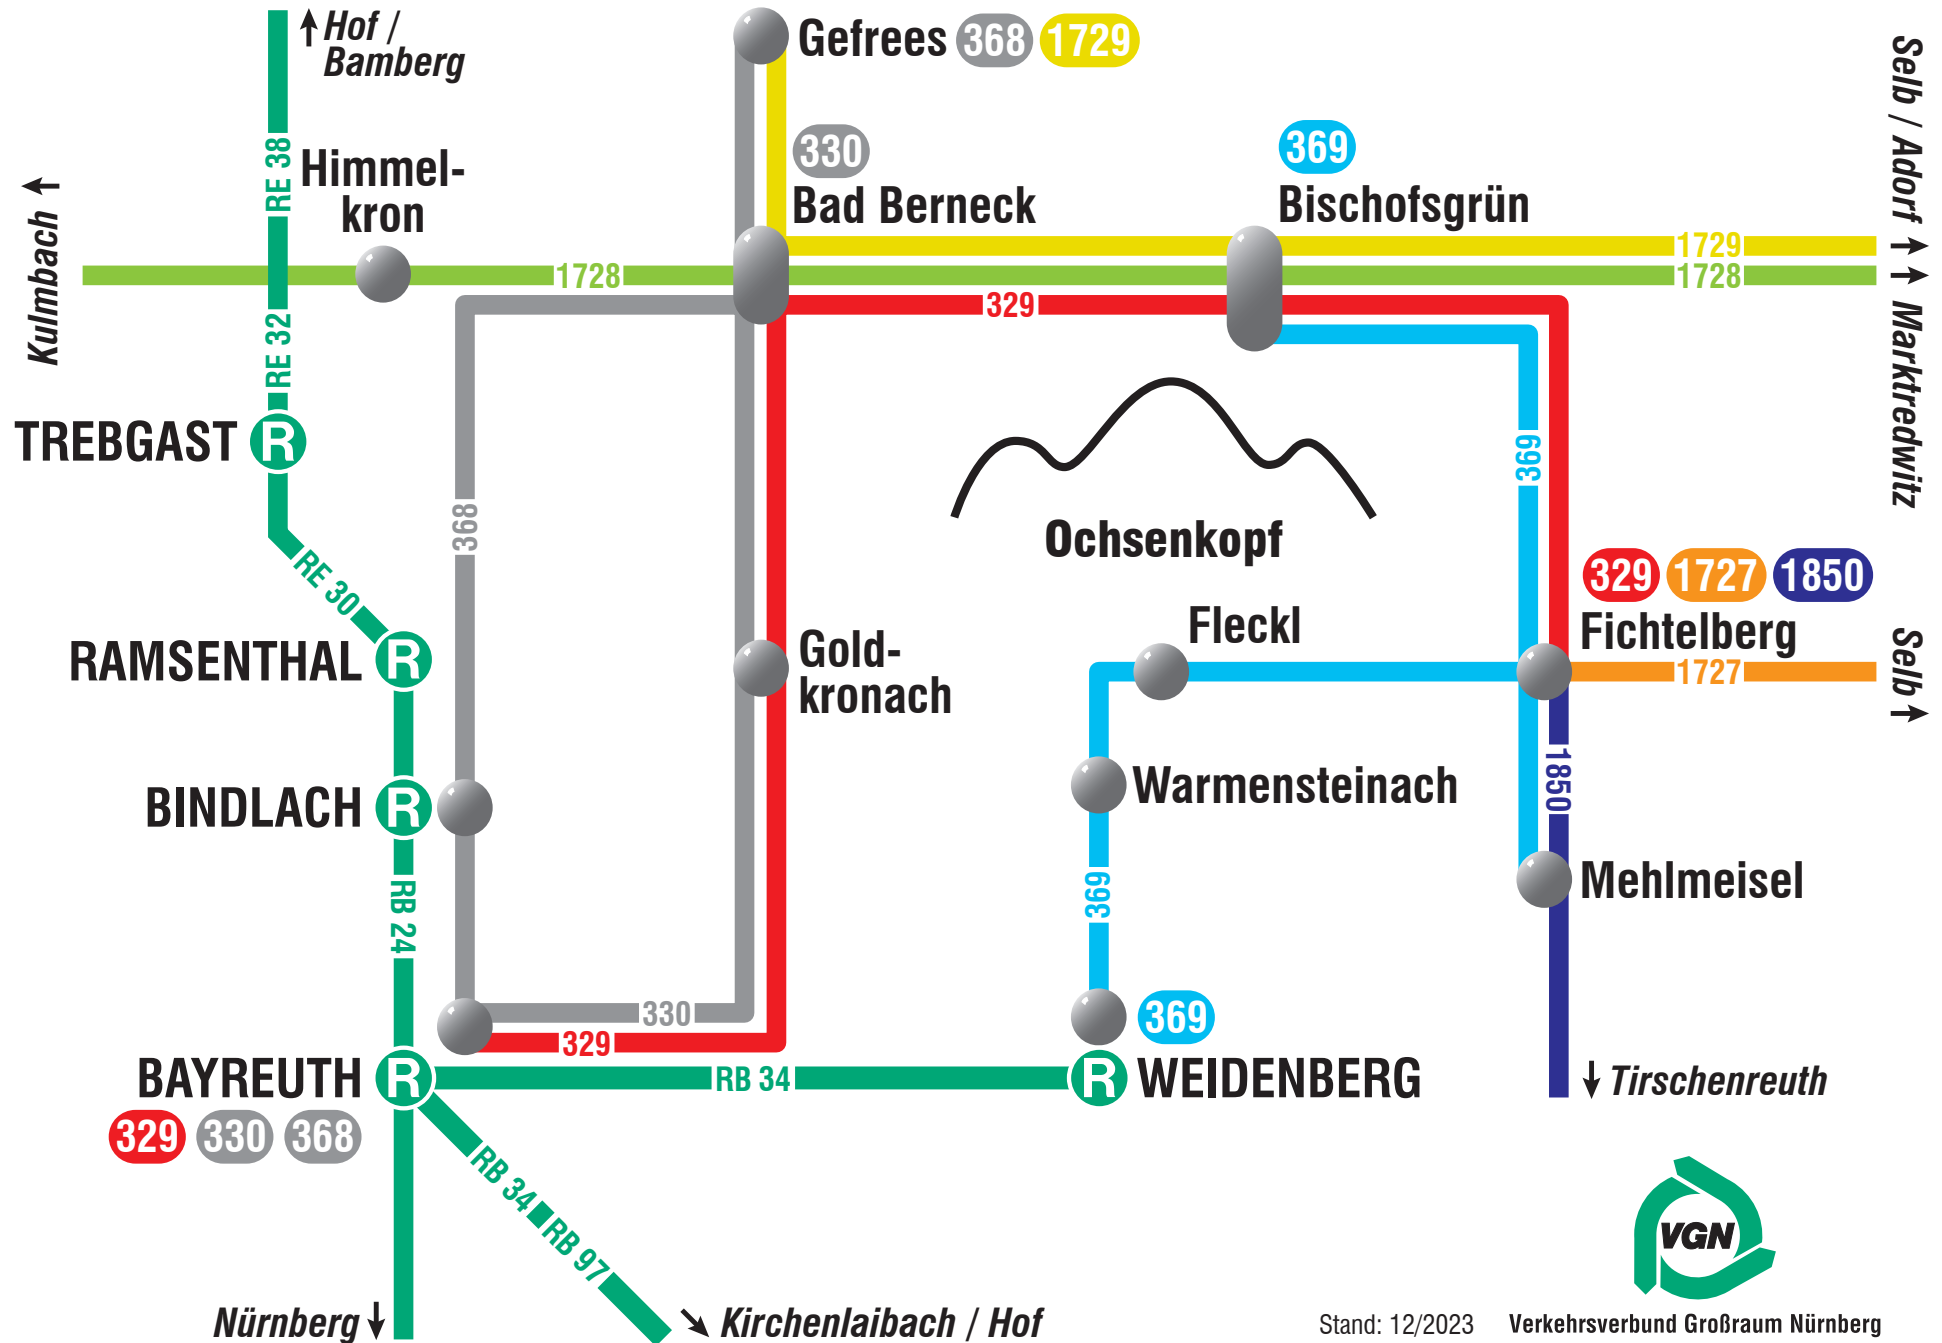 Hof /
Bamberg
Gefrees 368 1729
Selb / Adorf
Marktredwitz
RE 38
Himmel-
kron
Kulmbach
330
Bad Berneck
369
Bischofsgrün
1729
1728
1728
329
RE 32
TREBGAST R
368
369
Ochsenkopf
RE 30
329 1727 1850
Fichtelberg
1727
Selb
Fleckl
RAMSENTHAL R
Gold-
kronach
Warmensteinach
1850
BINDLACH R
RB 24
369
Mehlmeisel
330
329
369
BAYREUTH R
RB 34
R WEIDENBERG
Tirschenreuth
329 330 368
RB 34
RB 97
VGN
Nürnberg
Kirchenlaibach / Hof
Stand: 12/2023
Verkehrsverbund Großraum Nürnberg